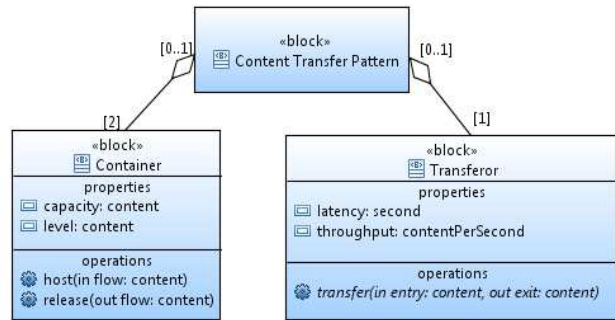 «block»
Content Transfer Pattern
[0..1]
[0..1]
[2]
[1]
«block»
Container
properties
capacity: content
level: content
operations
host(in flow: content)
release(out flow: content)
«block»
Transferor
properties
latency: second
throughput: contentPerSecond
operations
transfer(in entry: content, out exit: content)